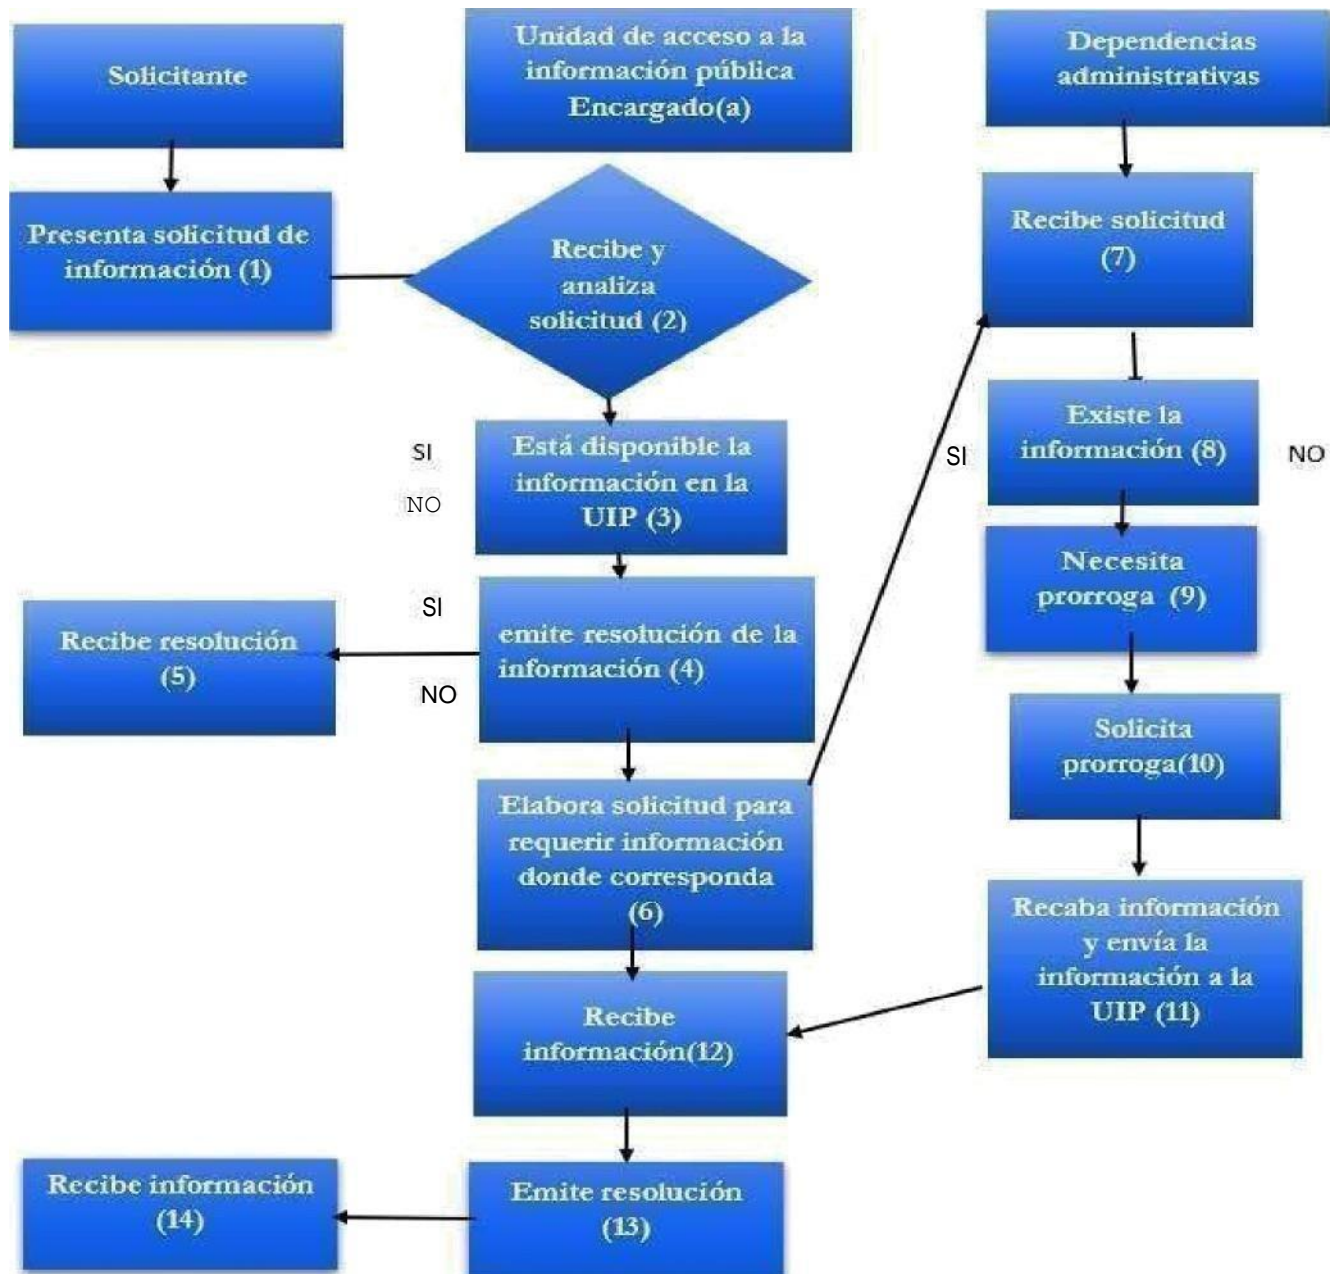 Solicitante
Unidad de acceso a la
información pública
Encargado(a)
Dependencias
administrativas
Presenta solicitud de
información (1)
Recibe y
analiza
solicitud (2)
Recibe solicitud
(7)
SI
NO
Está disponible la
información en la
UIP (3)
SI
Existe la
información (8)
NO
Necesita
prorroga (9)
Recibe resolución
(5)
SI
NO
emite resolución de la
información (4)
Solicita
prorroga(10)
Elabora solicitud para
requerir información
donde corresponda
(6)
Recaba información
y envía la
información a la
UIP (11)
Recibe
información(12)
Recibe información
(14)
Emite resolución
(13)